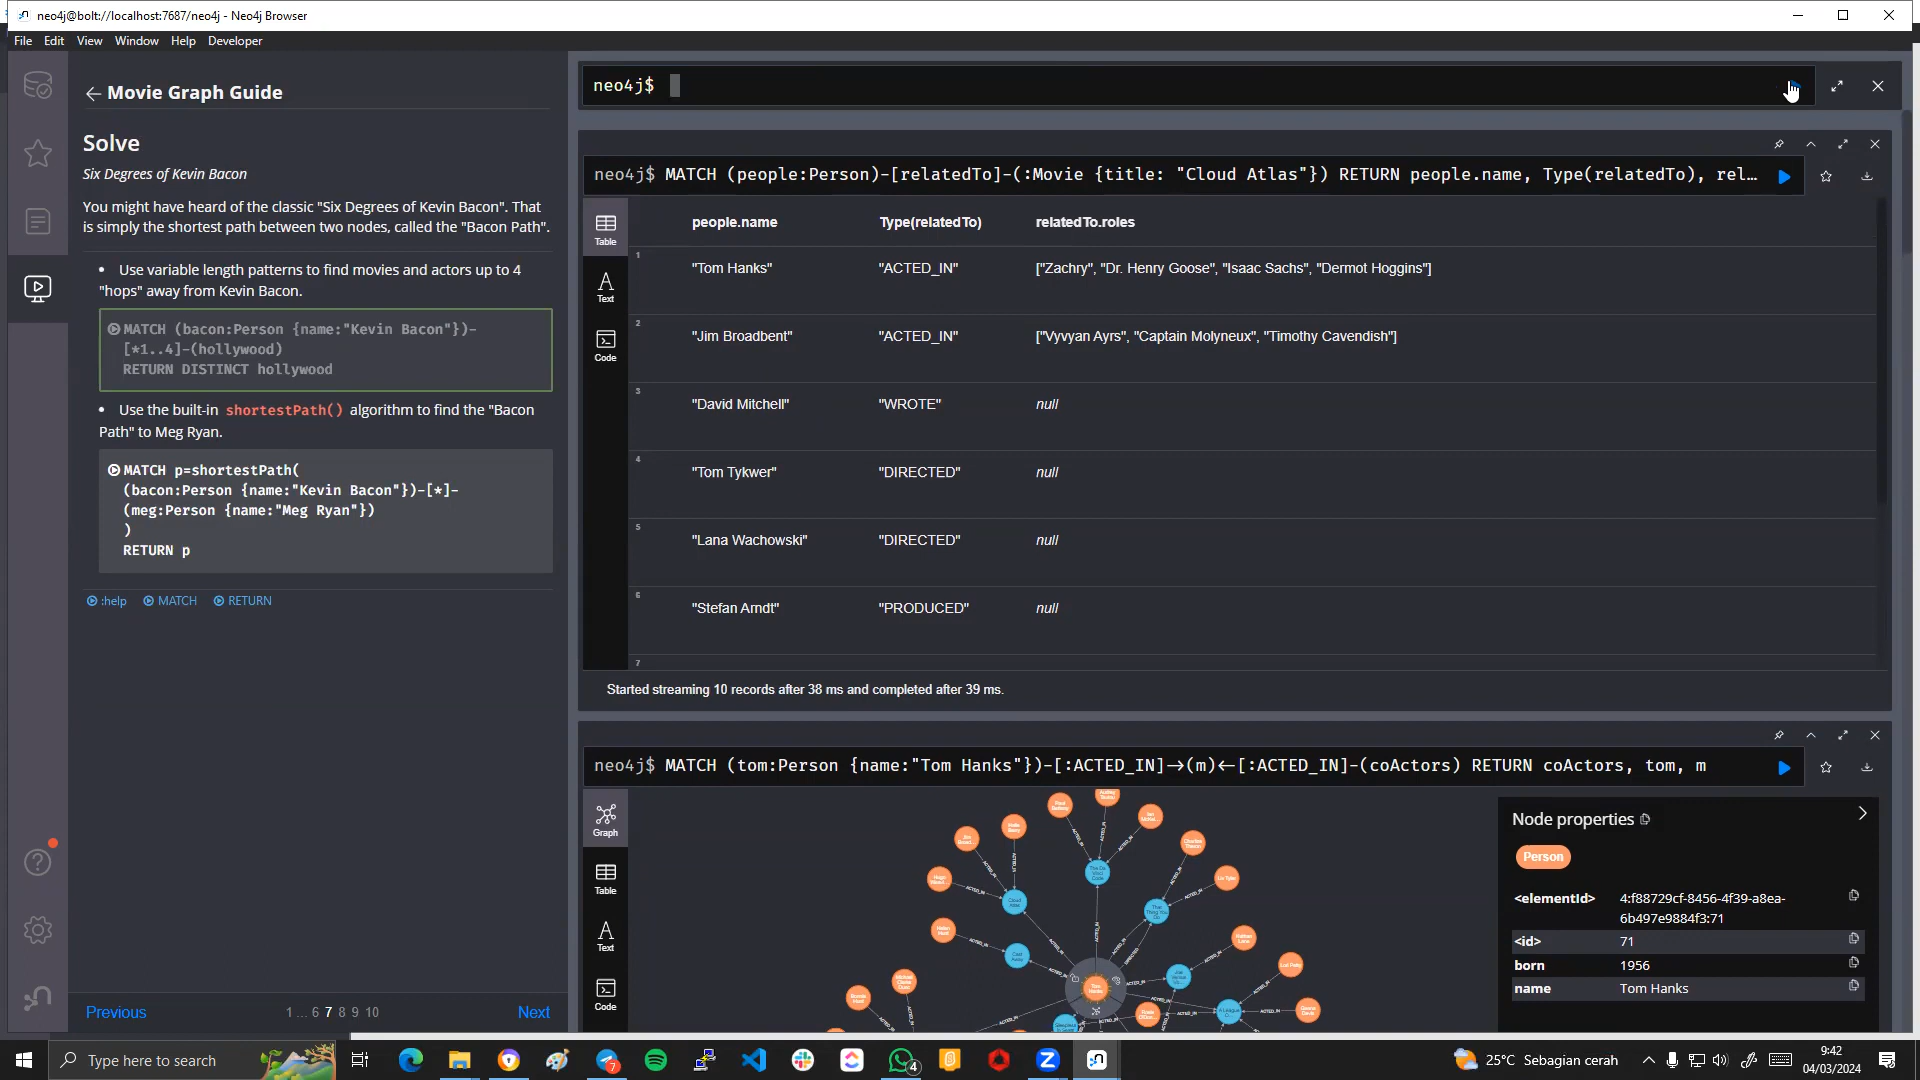 neo4j@bolt://localhost:7687/neo4j - Neo4j Browser
File Edit View Window Help Developer
Movie Graph Guide
Solve
Six Degrees of Kevin Bacon
You might have heard of the classic "Six Degrees of Kevin Bacon". That
is simply the shortest path between two nodes, called the "Bacon Path".
• Use variable length patterns to find movies and actors up to 4
"hops" away from Kevin Bacon.
MATCH (bacon:Person {name:"Kevin Bacon"})-
[*1..4]-(hollywood)
RETURN DISTINCT hollywood
• Use the built-in shortestPath() algorithm to find the "Bacon
Path" to Meg Ryan.
MATCH p=shortestPath(
(bacon:Person {name:"Kevin Bacon"})-[*]-
(meg:Person {name:"Meg Ryan"})
)
RETURN p
:help MATCH RETURN
Previous 1 ... 6 7 8 9 10 Next
neo4j$
neo4j$ MATCH (people:Person)-[relatedTo]-(:Movie {title: "Cloud Atlas"}) RETURN people.name, Type(relatedTo), rel...
Table
Text
Code
people.name Type(relatedTo) relatedTo.roles
1 "Tom Hanks" "ACTED_IN" ["Zachry", "Dr. Henry Goose", "Isaac Sachs", "Dermot Hoggins"]
2 "Jim Broadbent" "ACTED_IN" ["Vyvyan Ayrs", "Captain Molyneux", "Timothy Cavendish"]
3 "David Mitchell" "WROTE" null
4 "Tom Tykwer" "DIRECTED" null
5 "Lana Wachowski" "DIRECTED" null
6 "Stefan Arndt" "PRODUCED" null
7
Started streaming 10 records after 38 ms and completed after 39 ms.
neo4j$ MATCH (tom:Person {name:"Tom Hanks"})-[:ACTED_IN]→(m)←[:ACTED_IN]-(coActors) RETURN coActors, tom, m
Graph
Table
Text
Code
Node properties
Person
<elementId> 4:f88729cf-8456-4f39-a8ea-
6b497e9884f3:71
<id> 71
born 1956
name Tom Hanks
Type here to search
7
4
25°C Sebagian cerah
9:42
04/03/2024